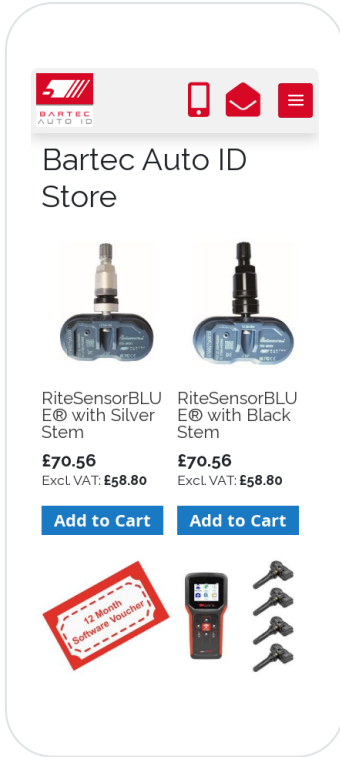 BARTEC
AUTO ID
Bartec Auto ID
Store
RiteSensorBLU
E® with Silver
Stem
RiteSensorBLU
E® with Black
Stem
£70.56
Excl. VAT: £58.80
£70.56
Excl. VAT: £58.80
Add to Cart
Add to Cart
12 Month
Software Voucher